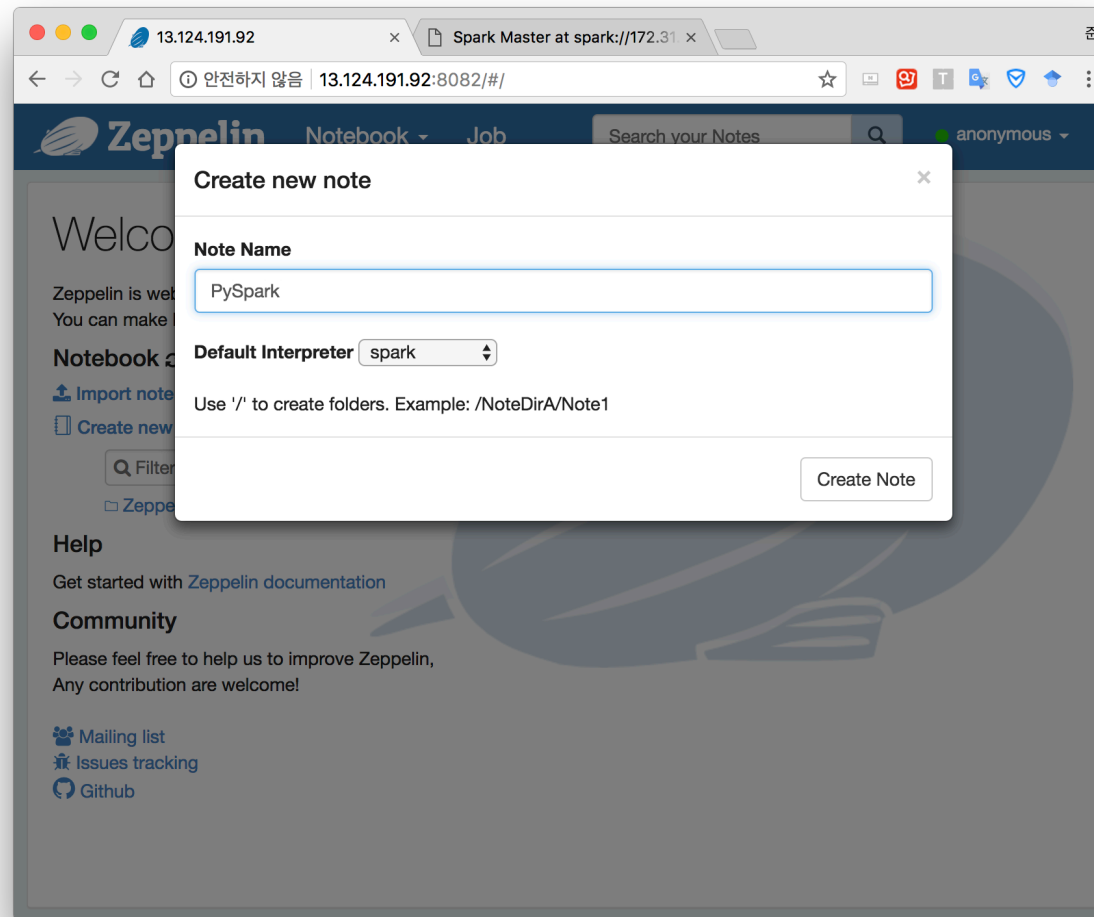 13.124.191.92
Spark Master at spark://172.31
준
안전하지 않음 13.124.191.92:8082/#/
Zeppelin Notebook Job Search your Notes anonymous
Create new note
Note Name
PySpark
Default Interpreter spark
Use '/' to create folders. Example: /NoteDirA/Note1
Create Note
Welco
Zeppelin is web
You can make
Notebook
Import note
Create new
Filter
Zeppe
Help
Get started with Zeppelin documentation
Community
Please feel free to help us to improve Zeppelin,
Any contribution are welcome!
Mailing list
Issues tracking
Github